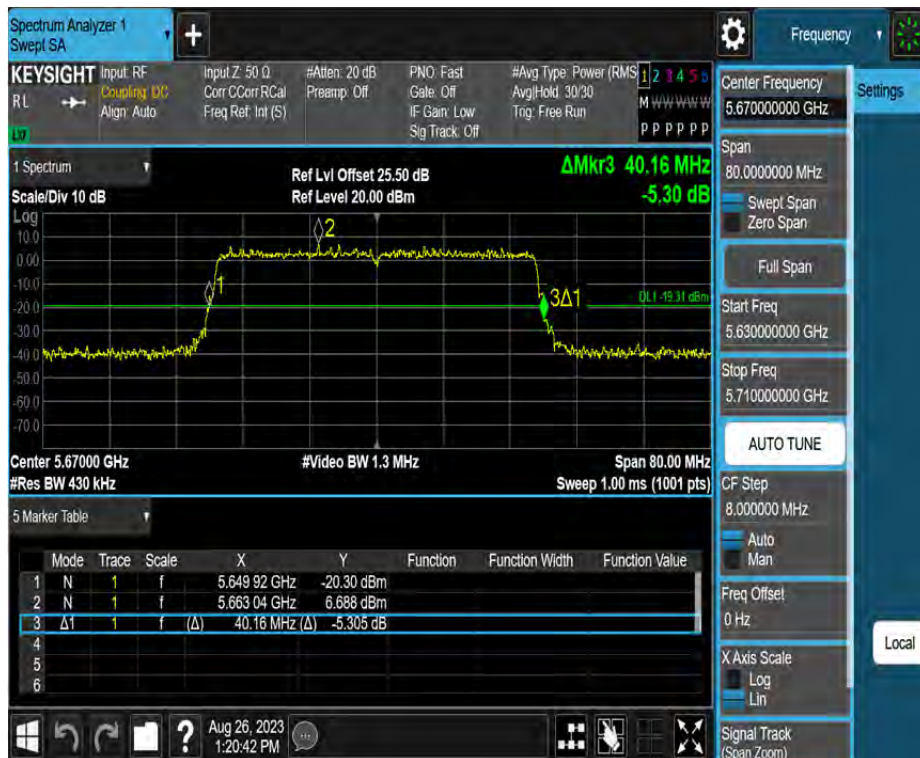 Spectrum Analyzer 1
Swept SA
+
Frequency
KEYSIGHT
RL
LXI
Input: RF
Coupling: DC
Align: Auto
Input Z: 50 Ω
Corr CCorr RCal
Freq Ref: Int (S)
#Atten: 20 dB
Preamp: Off
PNO: Fast
Gate: Off
IF Gain: Low
Sig Track: Off
#Avg Type: Power (RMS
Avg|Hold: 30/30
Trig: Free Run
1 2 3 4 5 6
M W W W W W
P P P P P P
1 Spectrum
Scale/Div 10 dB
Ref Lvl Offset 25.50 dB
Ref Level 20.00 dBm
ΔMkr3 40.16 MHz
-5.30 dB
Log
10.0
0.00
-10.0
-20.0
-30.0
-40.0
-50.0
-60.0
-70.0
2
1
3Δ1
DL1 -19.31 dBm
Center 5.67000 GHz
#Video BW 1.3 MHz
Span 80.00 MHz
#Res BW 430 kHz
Sweep 1.00 ms (1001 pts)
5 Marker Table
Mode Trace Scale X Y Function Function Width Function Value
1 N 1 f 5.649 92 GHz -20.30 dBm
2 N 1 f 5.663 04 GHz 6.688 dBm
3 Δ1 1 f (Δ) 40.16 MHz (Δ) -5.305 dB
4
5
6
?
Aug 26, 2023
1:20:42 PM
Center Frequency
5.670000000 GHz
Span
80.0000000 MHz
Swept Span
Zero Span
Full Span
Start Freq
5.630000000 GHz
Stop Freq
5.710000000 GHz
AUTO TUNE
CF Step
8.000000 MHz
Auto
Man
Freq Offset
0 Hz
X Axis Scale
Log
Lin
Signal Track
(Span Zoom)
Settings
Local